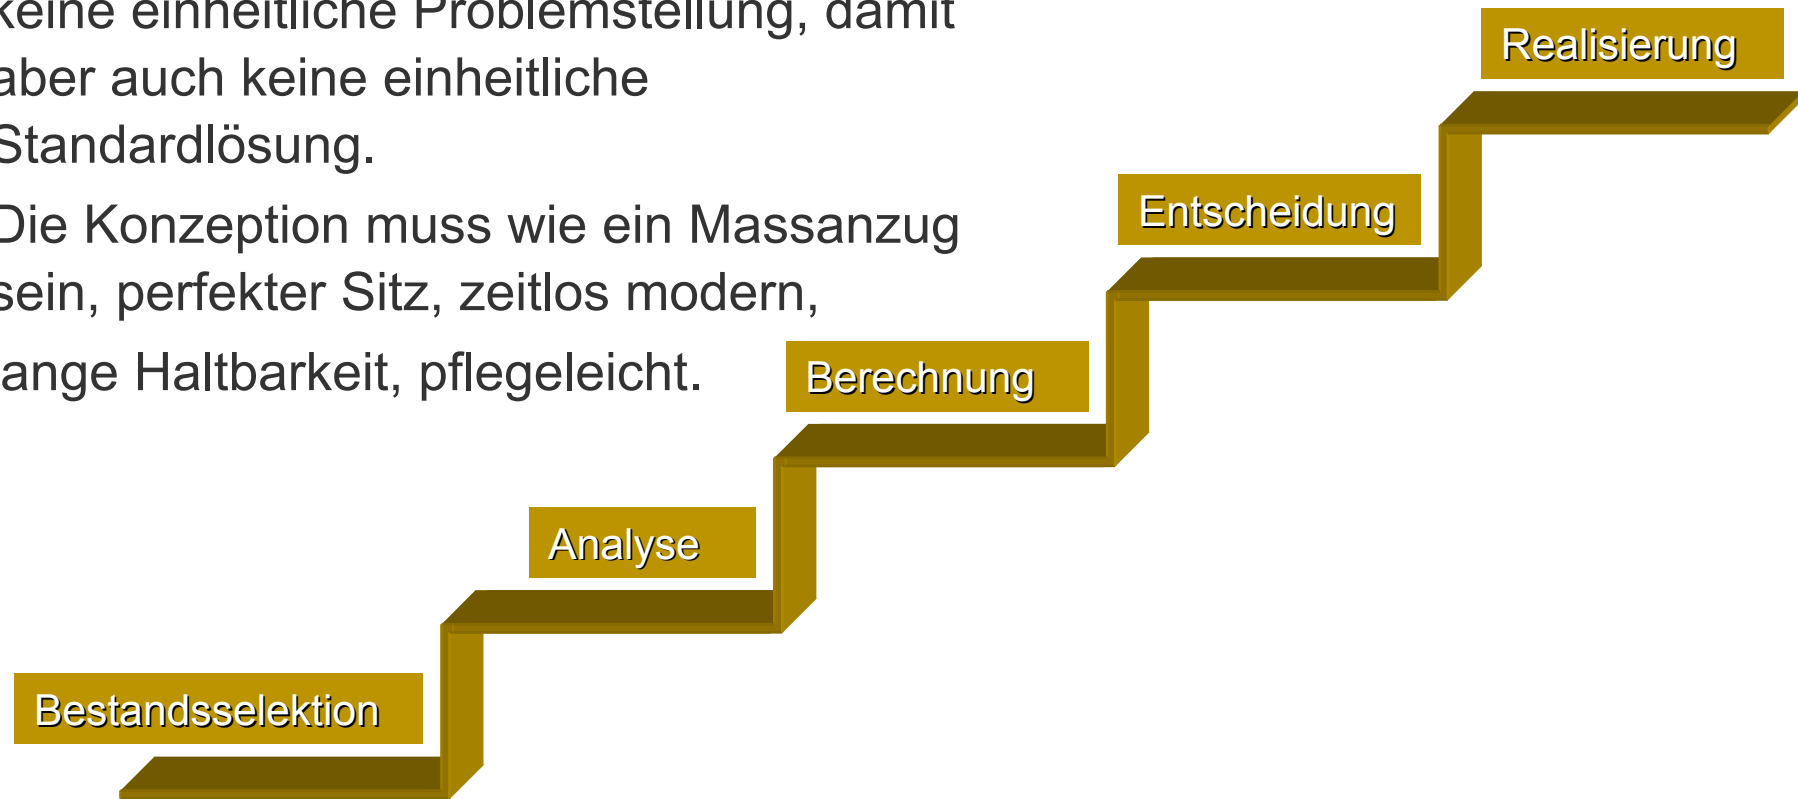 keine einheitliche Problemstellung, damit
aber auch keine einheitliche
Standardlösung.
Die Konzeption muss wie ein Massanzug
sein, perfekter Sitz, zeitlos modern,
lange Haltbarkeit, pflegeleicht.
Realisierung
Entscheidung
Berechnung
Analyse
Bestandsselektion